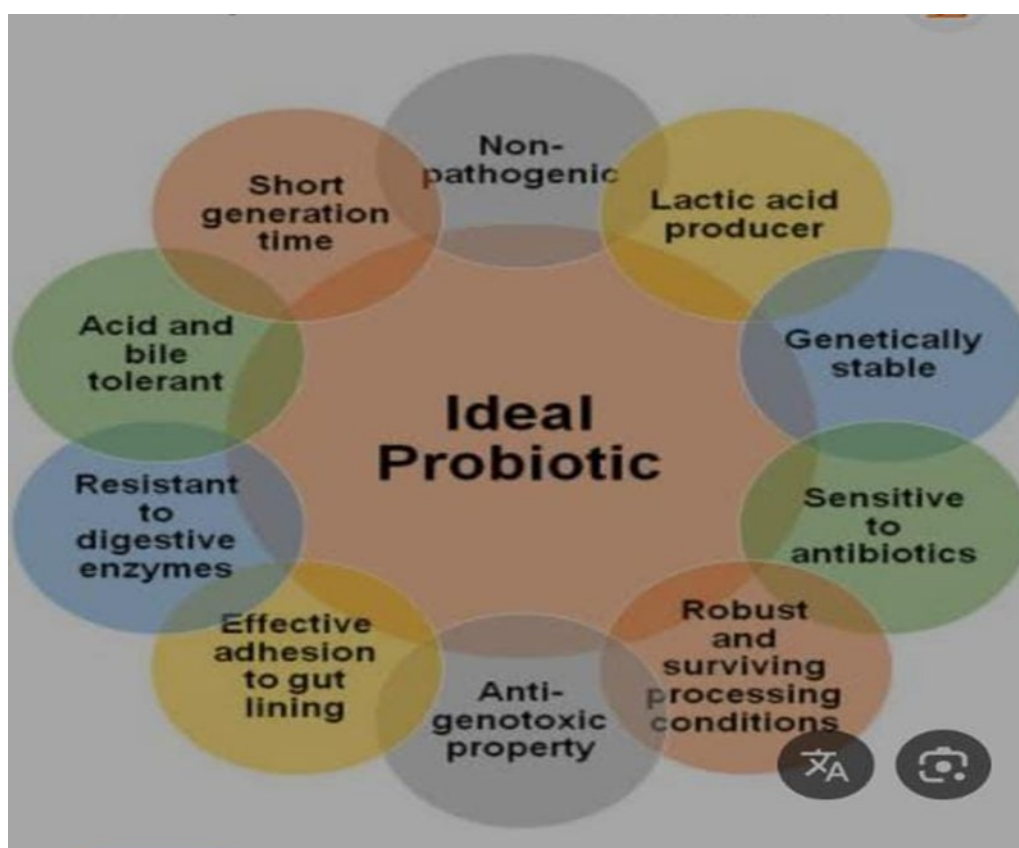 Ideal
Probiotic
Non-
pathogenic
Lactic acid
producer
Genetically
stable
Sensitive
to
antibiotics
Robust
and
surviving
processing
conditions
Anti-
genotoxic
property
Effective
adhesion
to gut
lining
Resistant
to
digestive
enzymes
Acid and
bile
tolerant
Short
generation
time